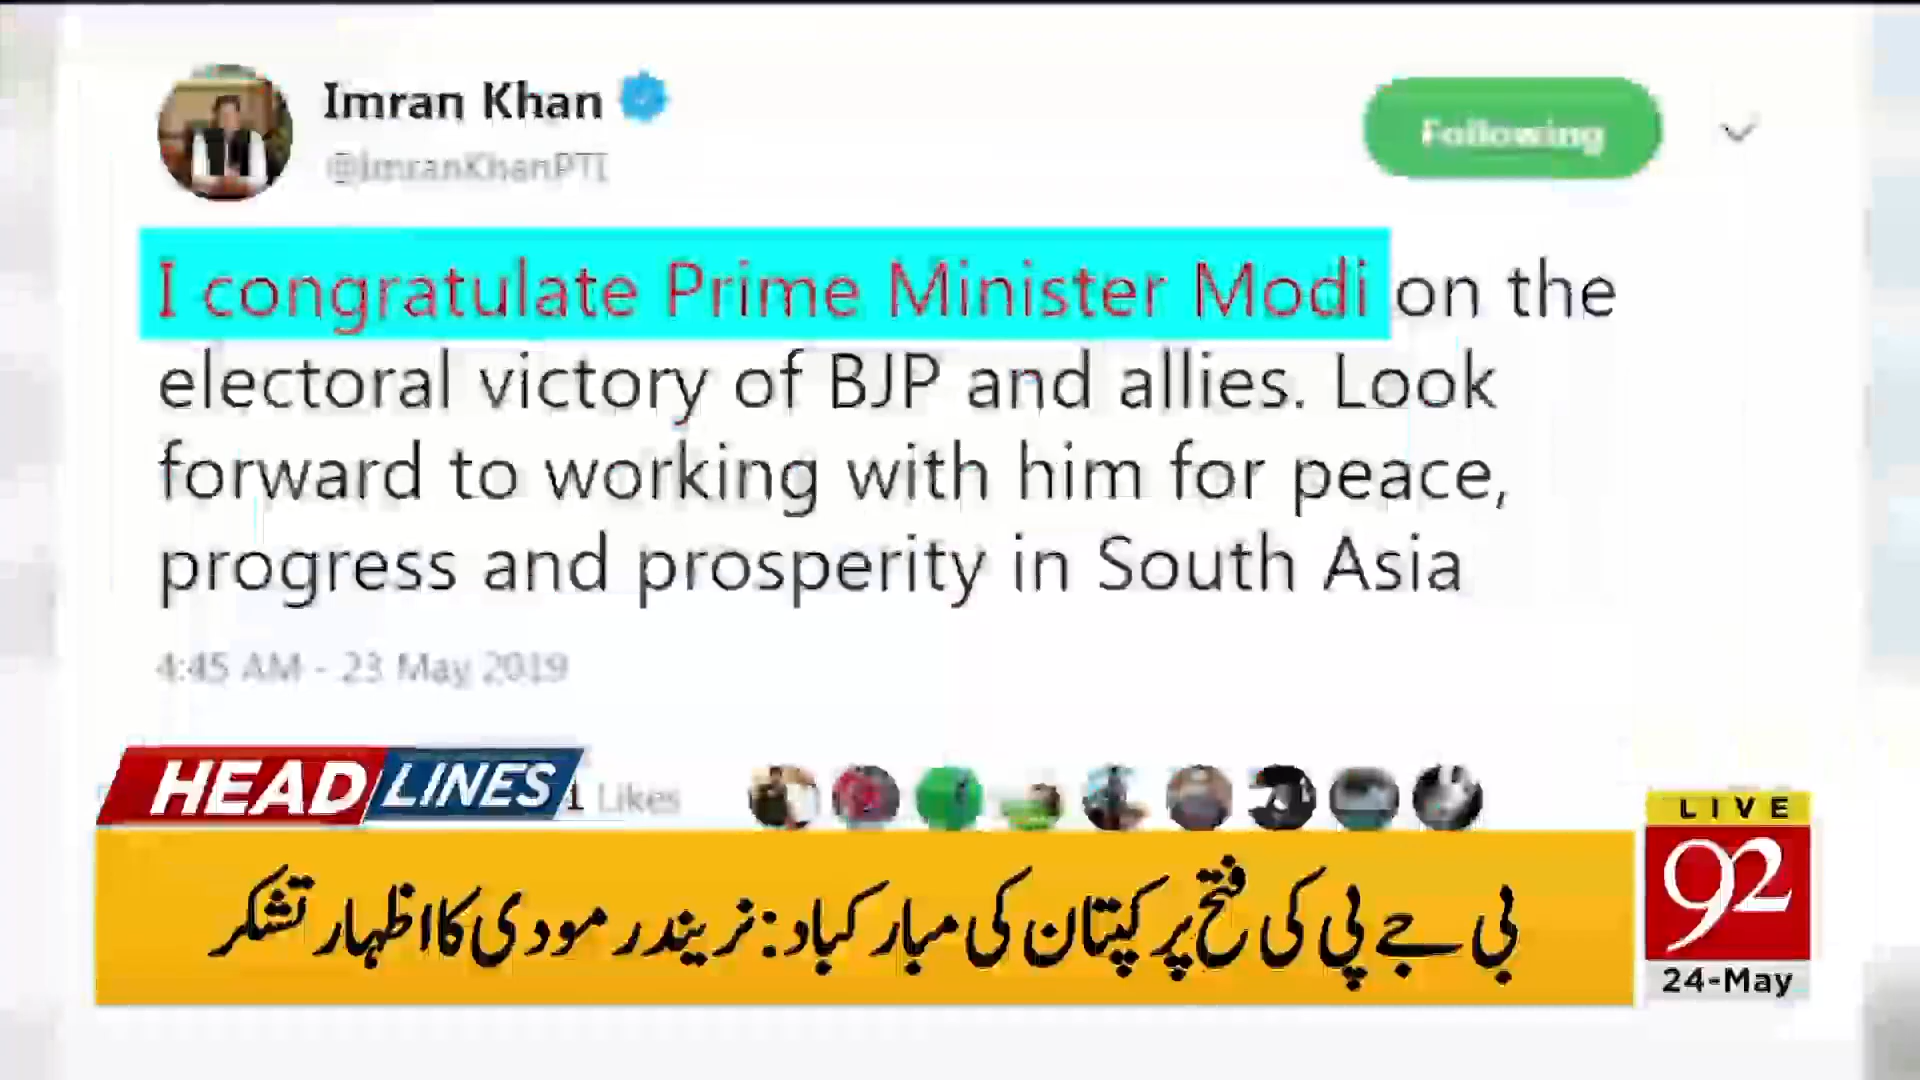 Imran Khan
@ImranKhanPTI
Following
I congratulate Prime Minister Modi on the
electoral victory of BJP and allies. Look
forward to working with him for peace,
progress and prosperity in South Asia
4:45 AM - 23 May 2019
HEADLINES
1 Likes
بی جے پی کی فتح پر کپتان کی مبارکباد: نریندر مودی کا اظہار تشکر
LIVE
92
24-May